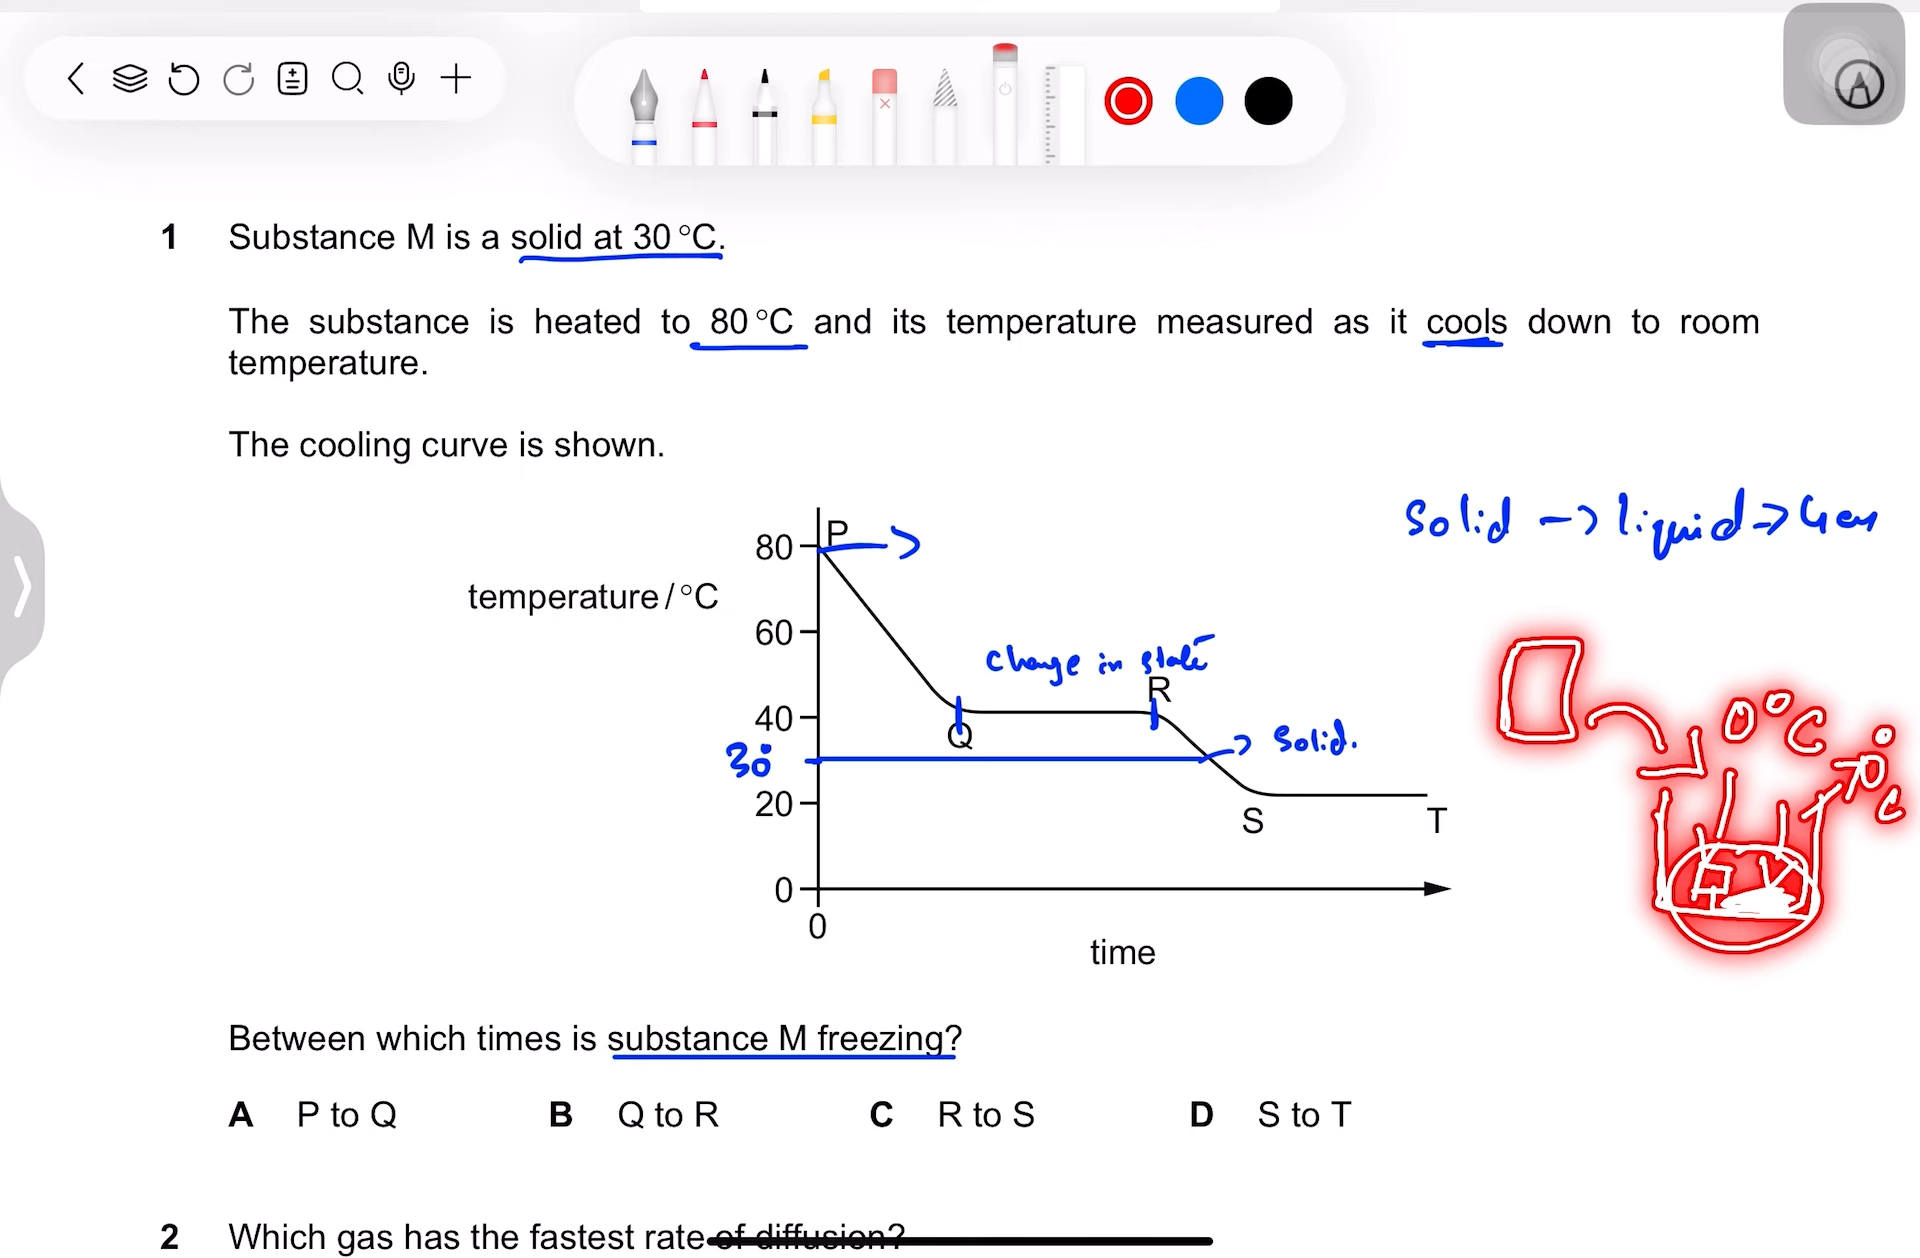 1 Substance M is a solid at 30 °C.
The substance is heated to 80 °C and its temperature measured as it cools down to room
temperature.
The cooling curve is shown.
Solid -> liquid ->
P
80
temperature / °C
60
Change in state
R
40
Q
30°
-> Solid.
0°C
70°C
20
S
T
0
0
time
Between which times is substance M freezing?
A P to Q B Q to R C R to S D S to T
2 Which gas has the fastest rate of diffusion?